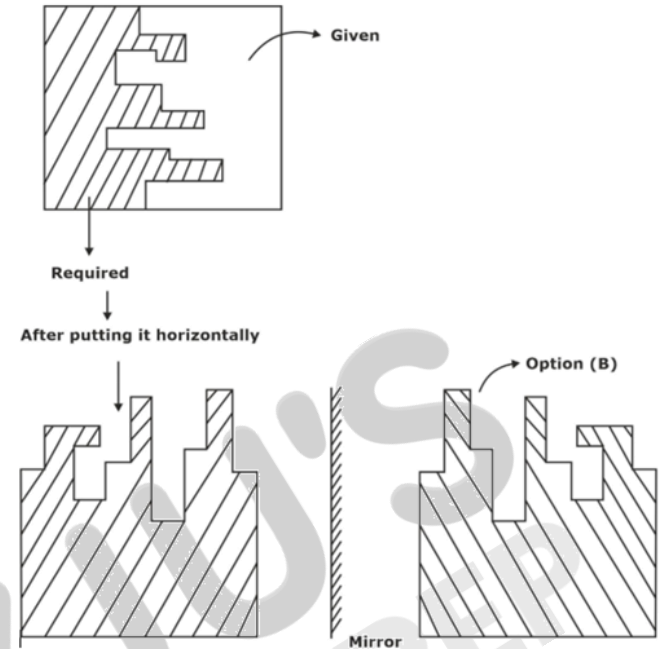 Given
Required
After putting it horizontally
Option (B)
Mirror